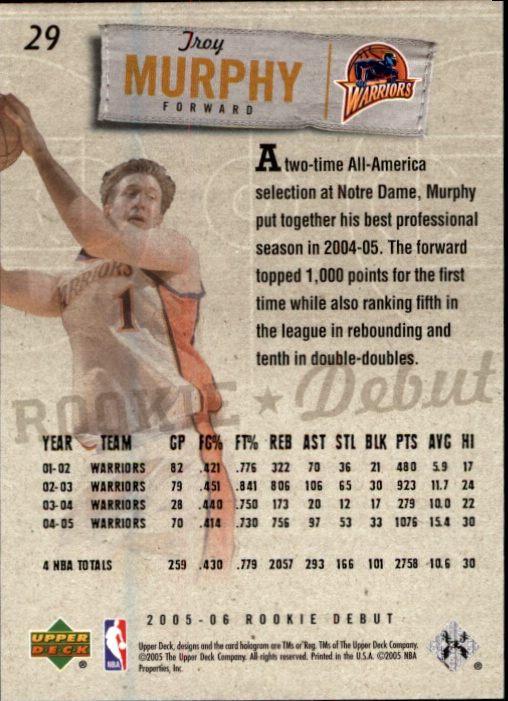 29
Troy
MURPHY
FORWARD
WARRIORS
A two-time All-America
selection at Notre Dame, Murphy
put together his best professional
season in 2004-05. The forward
topped 1,000 points for the first
time while also ranking fifth in
the league in rebounding and
tenth in double-doubles.
WARRIORS
1
ROOKIE ★ Debut
YEAR TEAM GP FG% FT% REB AST STL BLK PTS AVG HI
01-02 WARRIORS 82 .421 .776 322 70 36 21 480 5.9 17
02-03 WARRIORS 79 .451 .841 806 106 65 30 923 11.7 24
03-04 WARRIORS 28 .440 .750 173 20 12 17 279 10.0 22
04-05 WARRIORS 70 .414 .730 756 97 53 33 1076 15.4 30
4 NBA TOTALS 259 .430 .779 2057 293 166 101 2758 10.6 30
2005-06 ROOKIE DEBUT
UPPER
DECK
®
NBA
Upper Deck, designs and the card hologram are TMs or Reg. TMs of The Upper Deck Company.
©2005 The Upper Deck Company. All rights reserved. Printed in the U.S.A. ©2005 NBA
Properties, Inc.
®